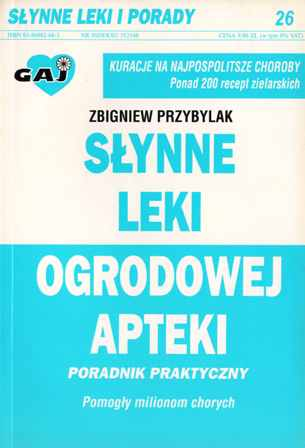 SŁYNNE LEKI I PORADY 26
GAJ
KURACJE NA NAJPOSPOLITSZE CHOROBY
Ponad 200 recept zielarskich
ZBIGNIEW PRZYBYLAK
SŁYNNE
LEKI
OGRODOWEJ
APTEKI
PORADNIK PRAKTYCZNY
Pomogły milionom chorych